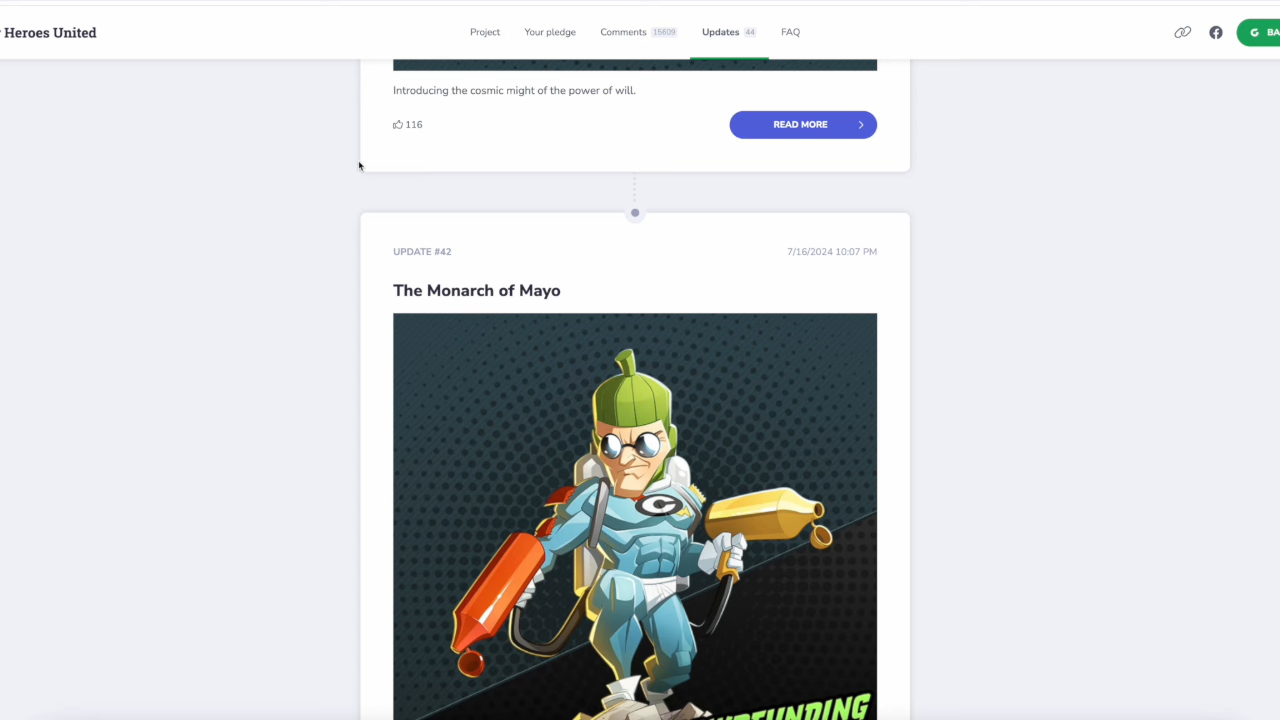 Heroes United
Project
Your pledge
Comments 15609
Updates 44
FAQ
BA
Introducing the cosmic might of the power of will.
116
READ MORE
UPDATE #42
7/16/2024 10:07 PM
The Monarch of Mayo